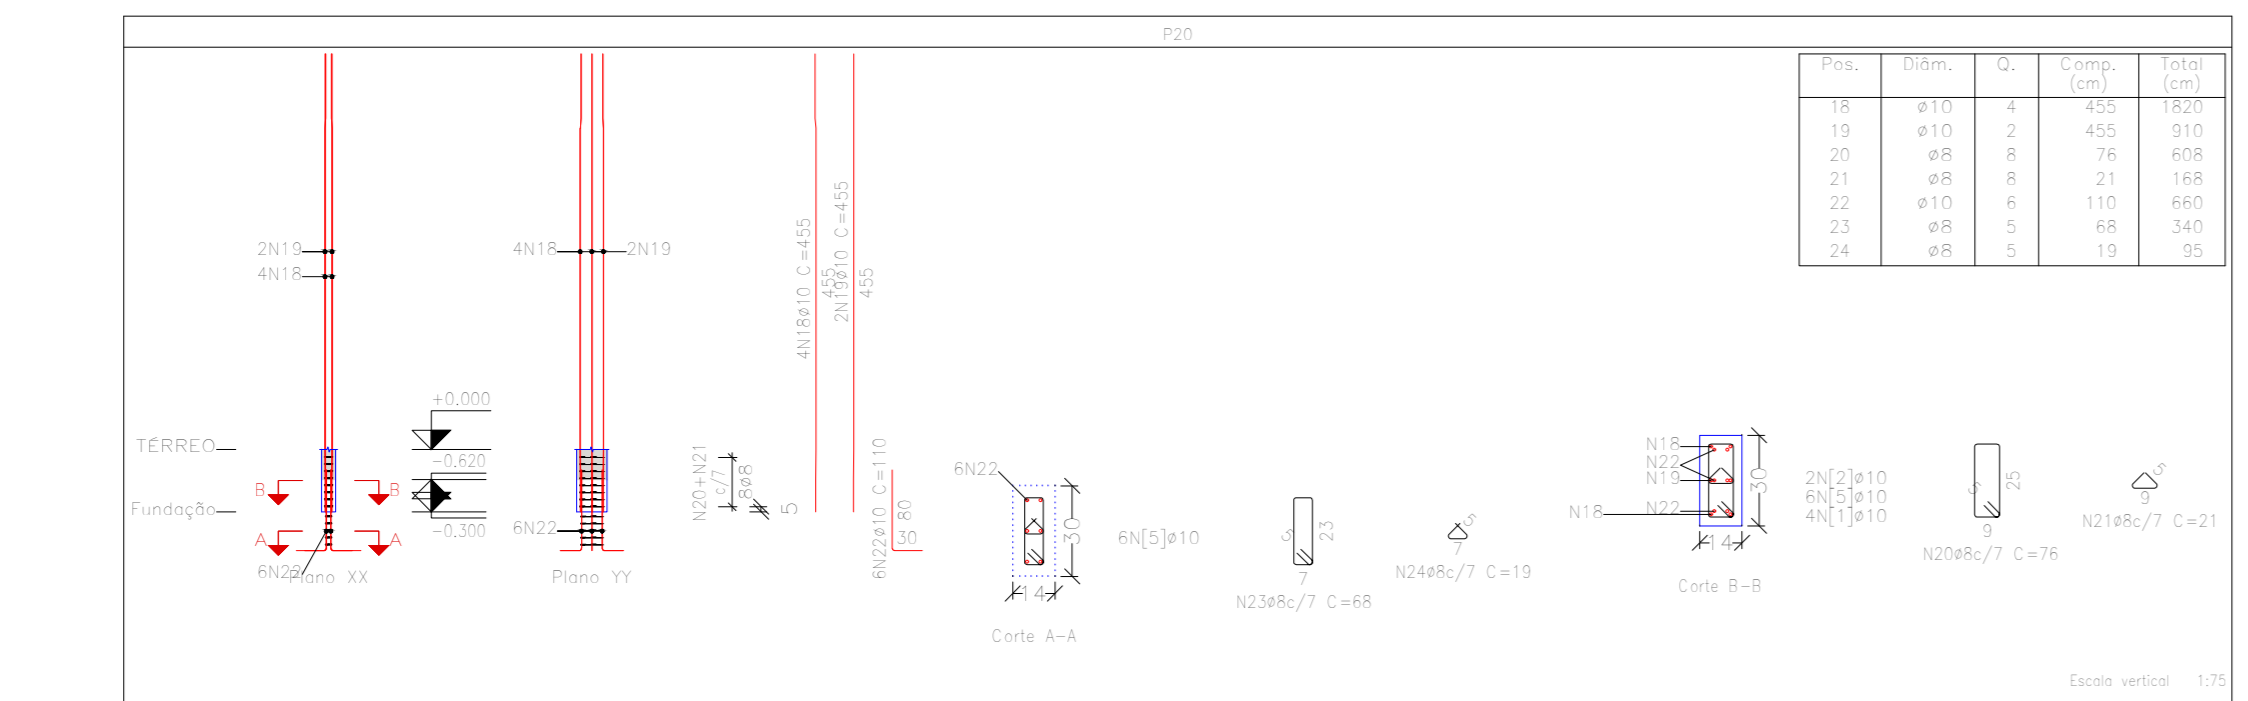 P20
Pos. Diâm. Q. Comp. (cm) Total (cm)
18 ø10 4 455 1820
19 ø10 2 455 910
20 ø8 8 76 608
21 ø8 8 21 168
22 ø10 6 110 660
23 ø8 5 68 340
24 ø8 5 19 95
2N19
4N18
4N18
2N19
4N18ø10 C=455
455
2N19ø10 C=455
455
+0.000
TÉRREO
-0.620
B
B
Fundação
-0.300
A
A
6N22
Plano XX
6N22
Plano YY
N20+N21
c/7
8ø8
5
6N22ø10 C=110
80
30
6N22
30
14
Corte A-A
6N[5]ø10
5
23
7
N23ø8c/7 C=68
5
7
N24ø8c/7 C=19
N18
N22
N19
N18
N22
30
14
Corte B-B
2N[2]ø10
6N[5]ø10
4N[1]ø10
5
25
9
N20ø8c/7 C=76
5
9
N21ø8c/7 C=21
Escala vertical 1:75